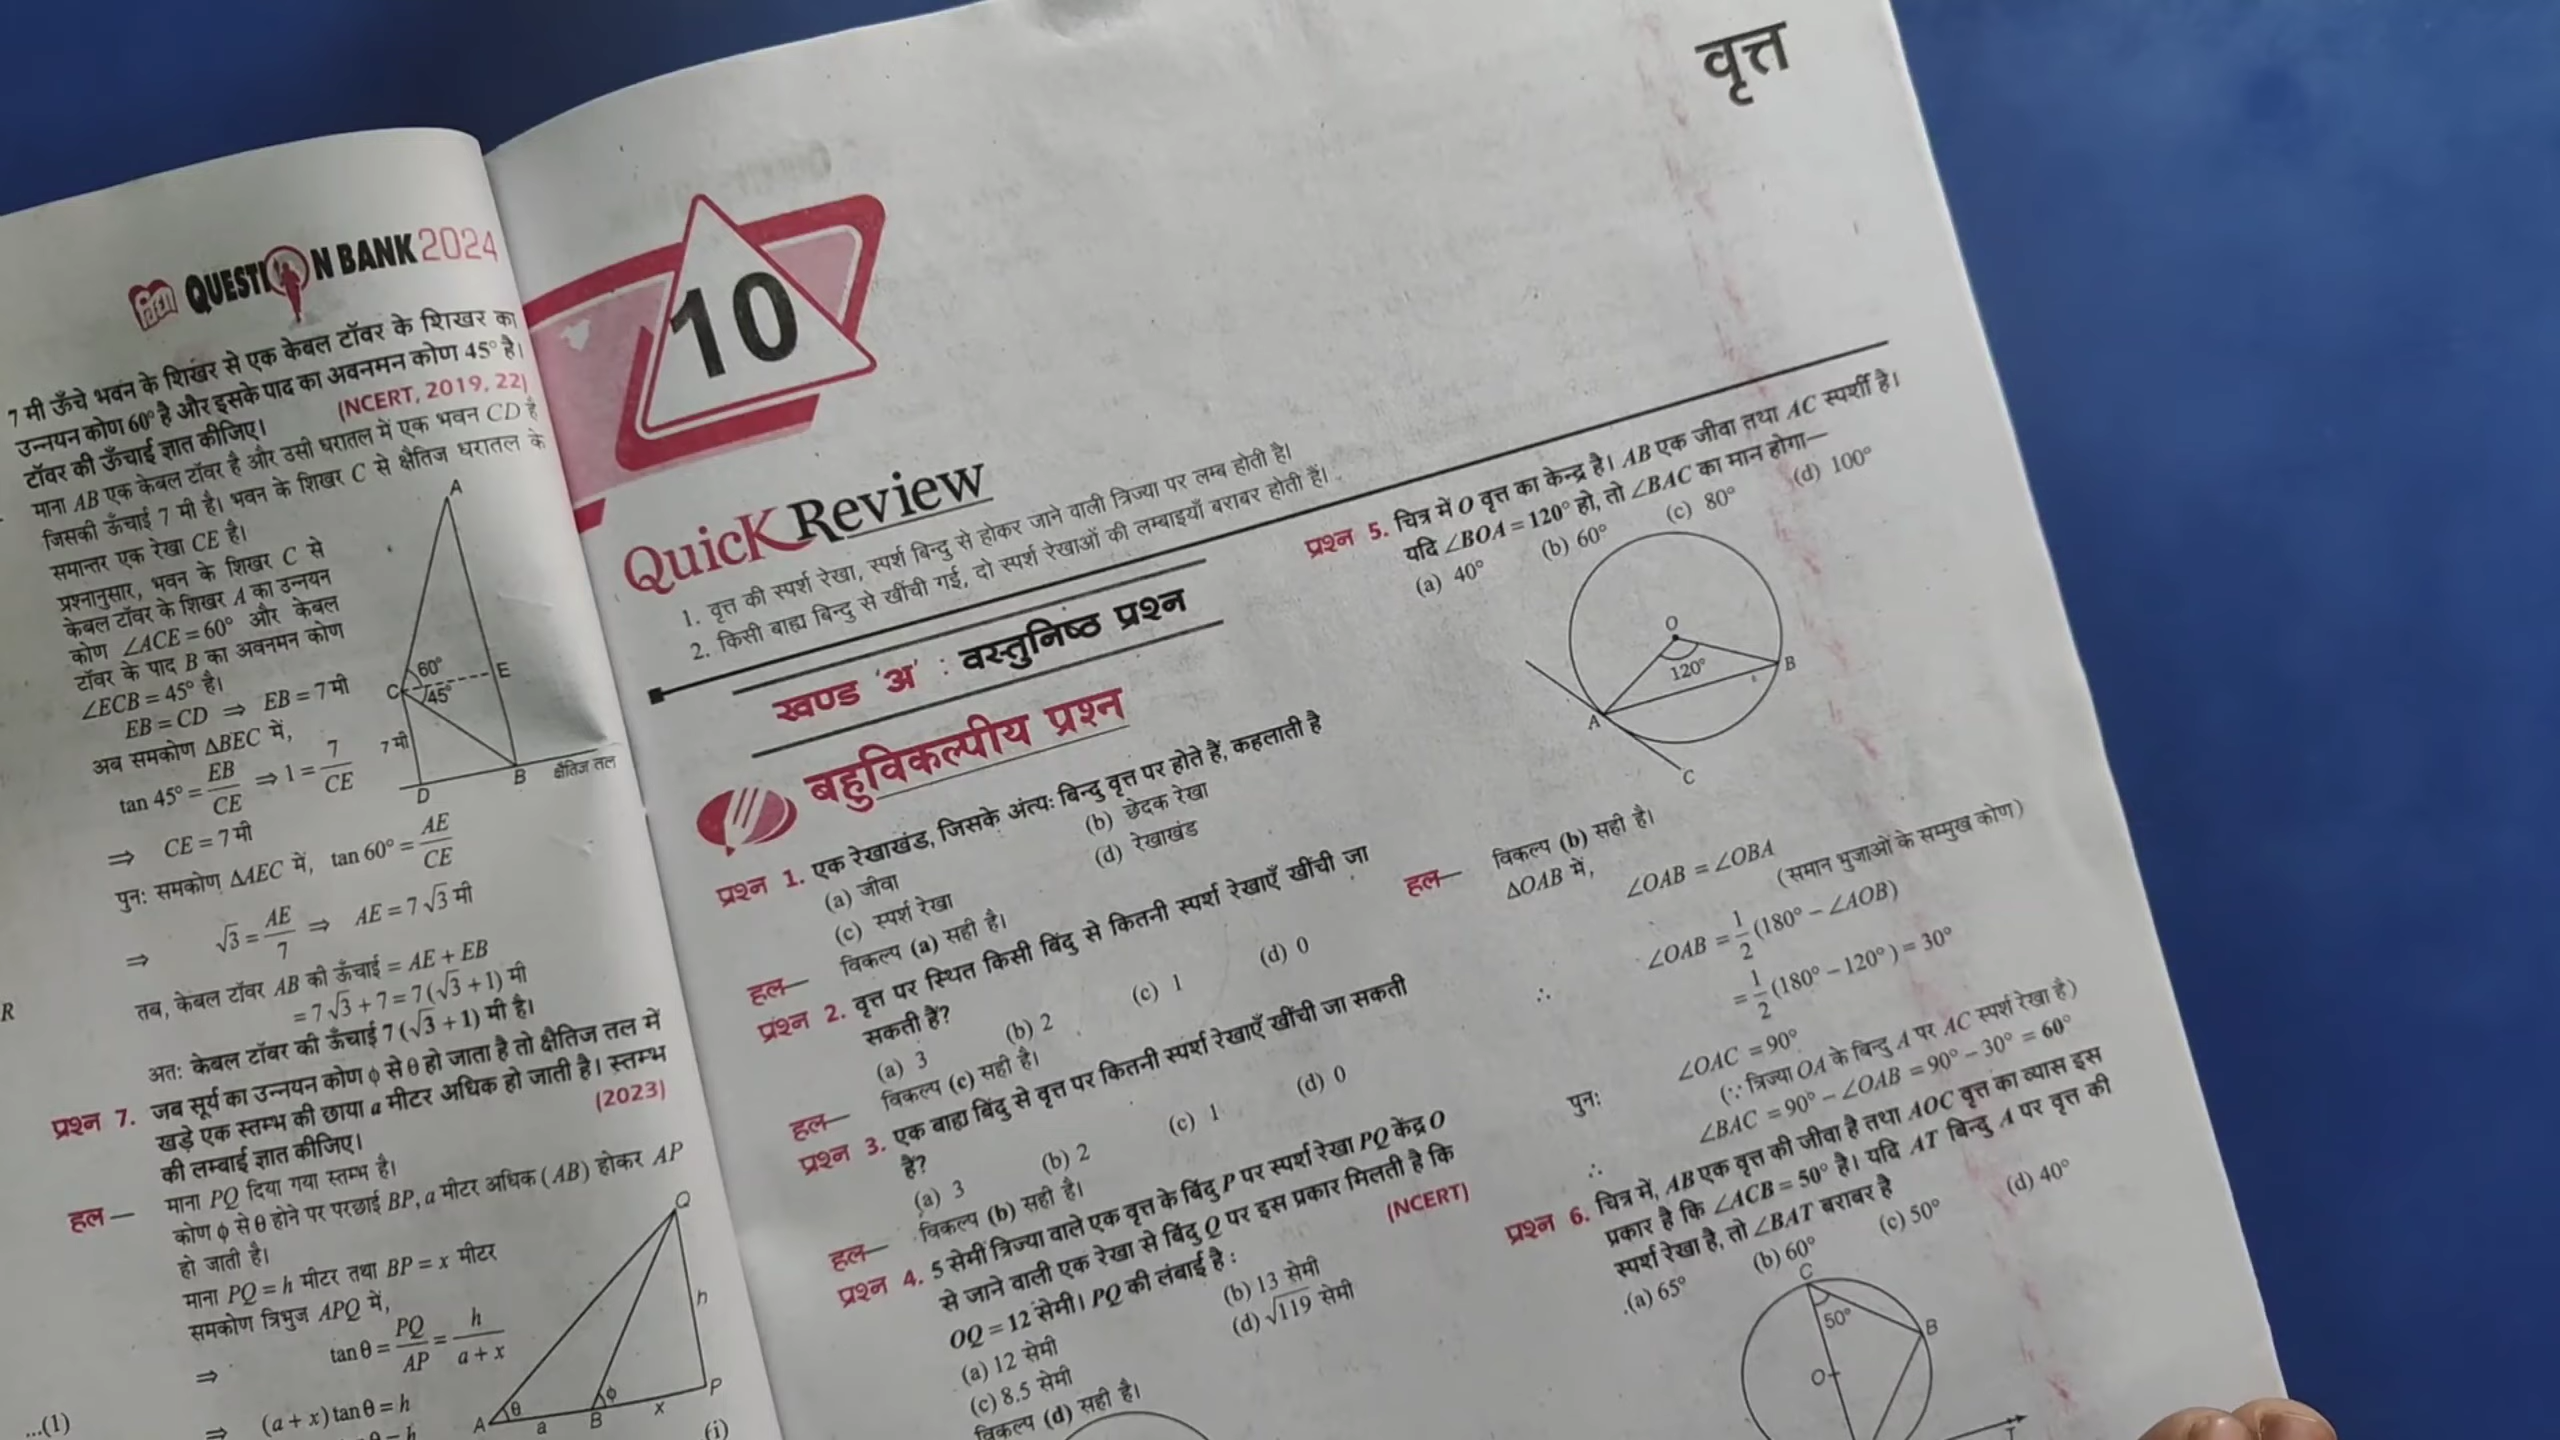 विद्या QUESTION BANK 2024
7 मी ऊँचे भवन के शिखर से एक केबल टॉवर के शिखर का
उन्नयन कोण 60° है और इसके पाद का अवनमन कोण 45° है।
टॉवर की ऊँचाई ज्ञात कीजिए। (NCERT, 2019, 22)
माना AB एक केबल टॉवर है और उसी धरातल में एक भवन CD है
जिसकी ऊँचाई 7 मी है। भवन के शिखर C से क्षैतिज धरातल के
समान्तर एक रेखा CE है।
प्रश्नानुसार, भवन के शिखर C से
केबल टॉवर के शिखर A का उन्नयन
कोण ∠ACE = 60° और केबल
टॉवर के पाद B का अवनमन कोण
∠ECB = 45° है।
EB = CD ⇒ EB = 7 मी
अब समकोण ΔBEC में,
tan 45° = EB/CE ⇒ 1 = 7/CE
⇒ CE = 7 मी
पुनः समकोण ΔAEC में, tan 60° = AE/CE
⇒ √3 = AE/7 ⇒ AE = 7√3 मी
⇒
तब, केबल टॉवर AB की ऊँचाई = AE + EB
= 7√3 + 7 = 7(√3 + 1) मी
अतः केबल टॉवर की ऊँचाई 7(√3 + 1) मी है।
A
60°
C
E
45°
7 मी
D
B
क्षैतिज तल
R
प्रश्न 7. जब सूर्य का उन्नयन कोण ϕ से θ हो जाता है तो क्षैतिज तल में
खड़े एक स्तम्भ की छाया a मीटर अधिक हो जाती है। स्तम्भ
की लम्बाई ज्ञात कीजिए। (2023)
हल— माना PQ दिया गया स्तम्भ है।
कोण ϕ से θ होने पर परछाई BP, a मीटर अधिक (AB) होकर AP
हो जाती है।
माना PQ = h मीटर तथा BP = x मीटर
समकोण त्रिभुज APQ में,
⇒ tan θ = PQ/AP = h/(a + x)
⇒ (a + x) tan θ = h
...(1)
(i)
Q
h
P
A
θ
a
B
ϕ
x
10
वृत्त
Quick Review
1. वृत्त की स्पर्श रेखा, स्पर्श बिन्दु से होकर जाने वाली त्रिज्या पर लम्ब होती है।
2. किसी बाह्य बिन्दु से खींची गई, दो स्पर्श रेखाओं की लम्बाइयाँ बराबर होती हैं।
खण्ड 'अ' : वस्तुनिष्ठ प्रश्न
बहुविकल्पीय प्रश्न
प्रश्न 1. एक रेखाखंड, जिसके अंत्यः बिन्दु वृत्त पर होते हैं, कहलाती है
(a) जीवा (b) छेदक रेखा
(c) स्पर्श रेखा (d) रेखाखंड
हल— विकल्प (a) सही है।
प्रश्न 2. वृत्त पर स्थित किसी बिंदु से कितनी स्पर्श रेखाएँ खींची जा
सकती हैं?
(a) 3 (b) 2 (c) 1 (d) 0
हल— विकल्प (c) सही है।
प्रश्न 3. एक बाह्य बिंदु से वृत्त पर कितनी स्पर्श रेखाएँ खींची जा सकती
हैं?
(a) 3 (b) 2 (c) 1 (d) 0
हल— विकल्प (b) सही है।
प्रश्न 4. 5 सेमी त्रिज्या वाले एक वृत्त के बिंदु P पर स्पर्श रेखा PQ केंद्र O
से जाने वाली एक रेखा से बिंदु Q पर इस प्रकार मिलती है कि
OQ = 12 सेमी। PQ की लंबाई है : (NCERT)
(a) 12 सेमी (b) 13 सेमी
(c) 8.5 सेमी (d) √119 सेमी
विकल्प (d) सही है।
प्रश्न 5. चित्र में O वृत्त का केन्द्र है। AB एक जीवा तथा AC स्पर्शी है।
यदि ∠BOA = 120° हो, तो ∠BAC का मान होगा—
(a) 40° (b) 60° (c) 80° (d) 100°
O
120°
B
A
C
हल— विकल्प (b) सही है।
ΔOAB में, ∠OAB = ∠OBA
(समान भुजाओं के सम्मुख कोण)
∠OAB = 1/2 (180° − ∠AOB)
∴ = 1/2 (180° − 120°) = 30°
पुनः ∠OAC = 90°
(∵ त्रिज्या OA के बिन्दु A पर AC स्पर्श रेखा है)
∴ ∠BAC = 90° − ∠OAB = 90° − 30° = 60°
प्रश्न 6. चित्र में, AB एक वृत्त की जीवा है तथा AOC वृत्त का व्यास इस
प्रकार है कि ∠ACB = 50° है। यदि AT बिन्दु A पर वृत्त की
स्पर्श रेखा है, तो ∠BAT बराबर है
(a) 65° (b) 60° (c) 50° (d) 40°
C
50°
B
O
T